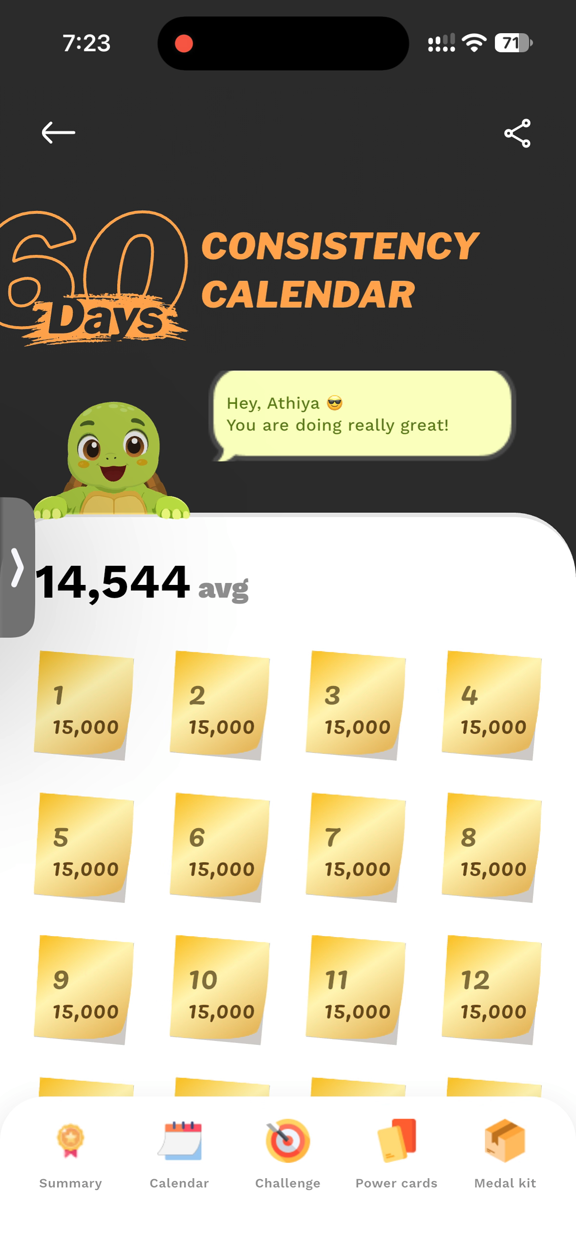 7:23
71
60
Days
CONSISTENCY
CALENDAR
Hey, Athiya 😎
You are doing really great!
14,544 avg
1
15,000
2
15,000
3
15,000
4
15,000
5
15,000
6
15,000
7
15,000
8
15,000
9
15,000
10
15,000
11
15,000
12
15,000
Summary
Calendar
Challenge
Power cards
Medal kit